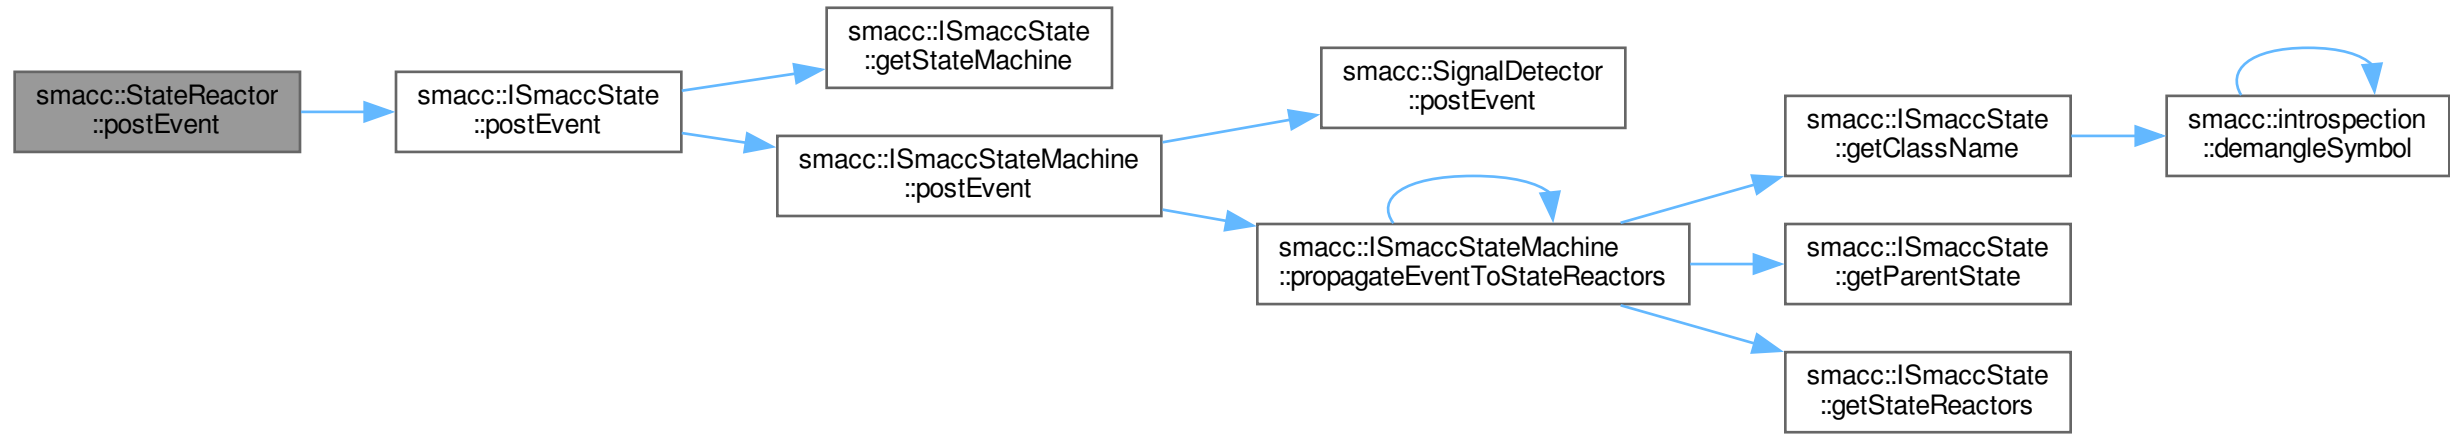 smacc::StateReactor
::postEvent
smacc::ISmaccState
::postEvent
smacc::ISmaccState
::getStateMachine
smacc::ISmaccStateMachine
::postEvent
smacc::SignalDetector
::postEvent
smacc::ISmaccStateMachine
::propagateEventToStateReactors
smacc::ISmaccState
::getClassName
smacc::ISmaccState
::getParentState
smacc::ISmaccState
::getStateReactors
smacc::introspection
::demangleSymbol